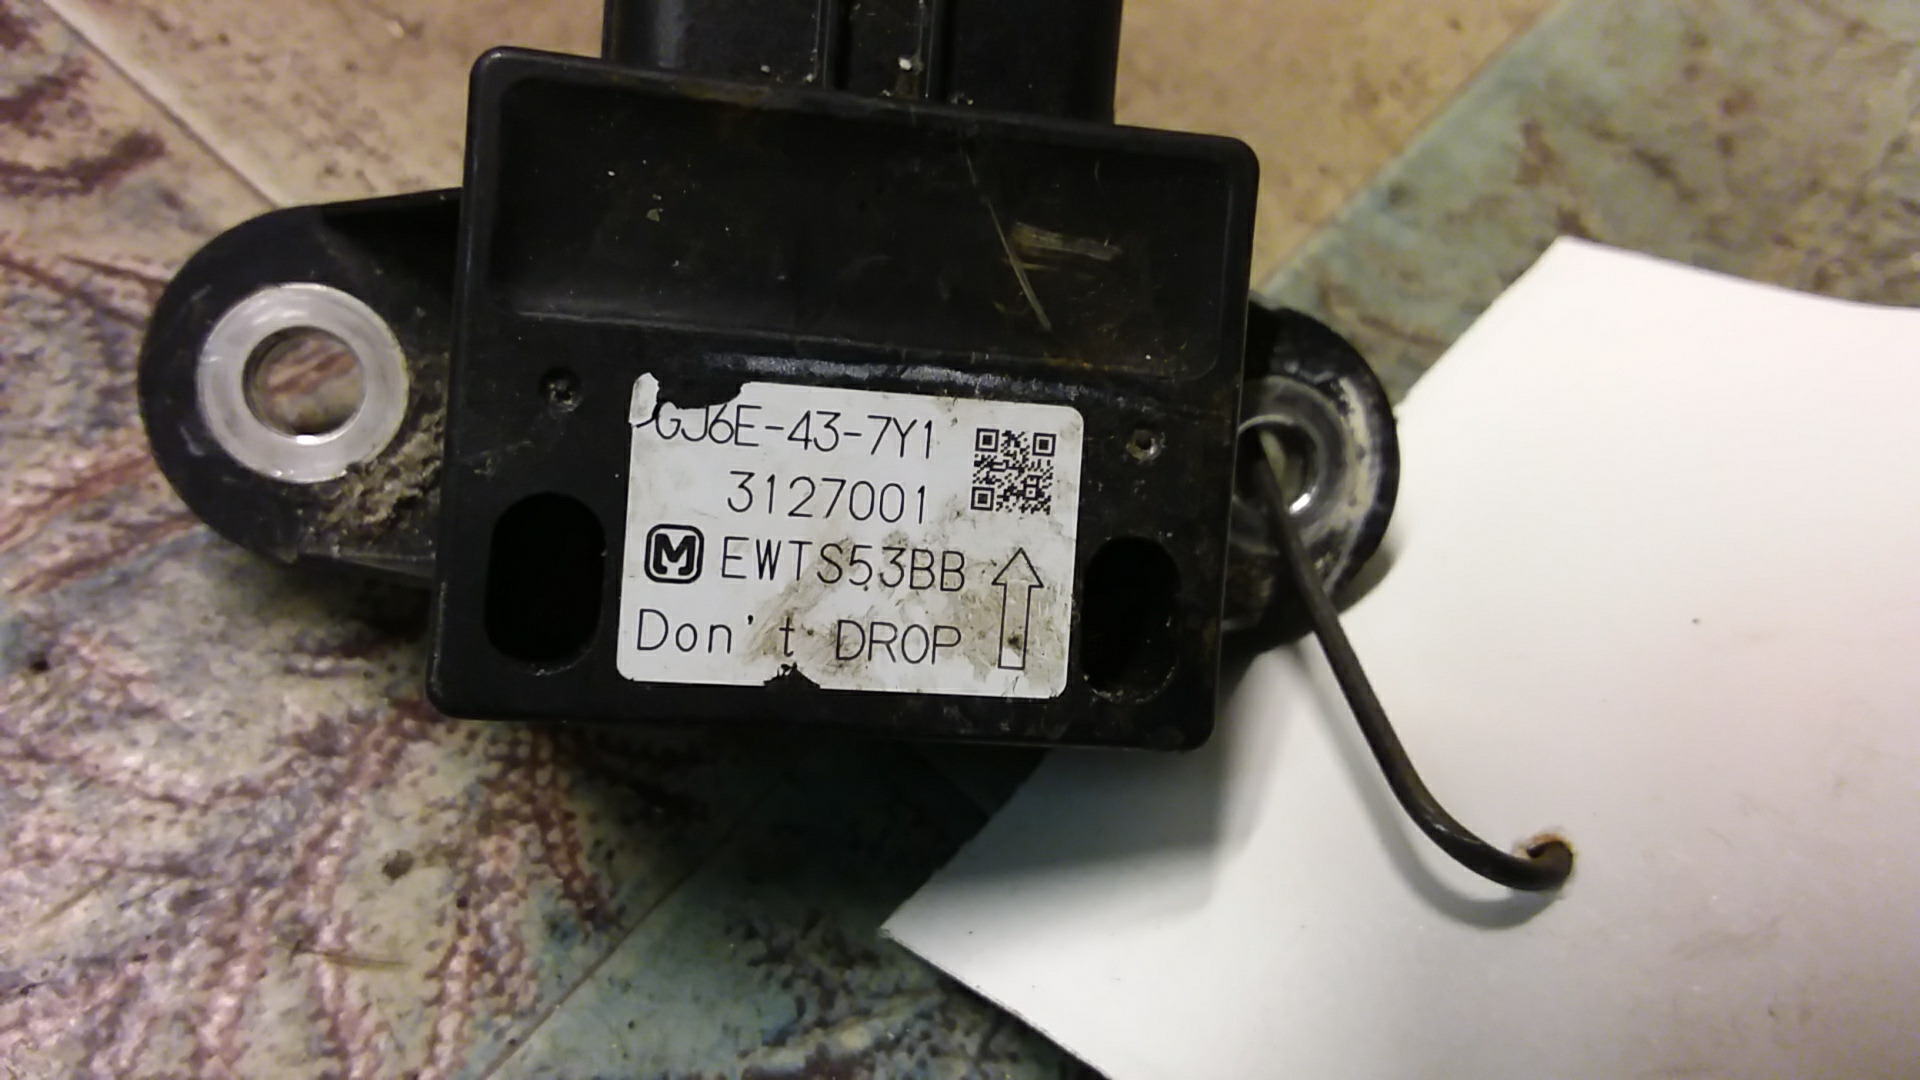 GJ6E-43-7Y1
3127001
M EWTS53BB
Don't DROP